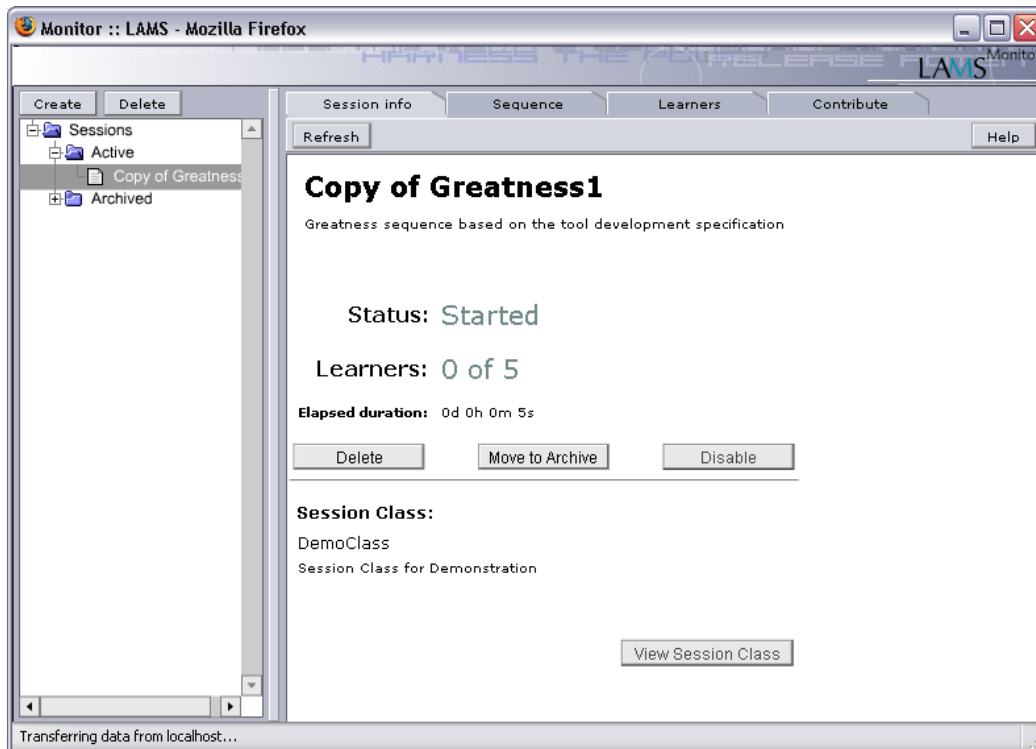 Monitor :: LAMS - Mozilla Firefox
HARNESS THE
RELEASE
LAMS Monito
Create Delete
Session info Sequence Learners Contribute
Sessions
Active
Copy of Greatness
Archived
Refresh Help
Copy of Greatness1
Greatness sequence based on the tool development specification
Status: Started
Learners: 0 of 5
Elapsed duration: 0d 0h 0m 5s
Delete Move to Archive Disable
Session Class:
DemoClass
Session Class for Demonstration
View Session Class
Transferring data from localhost...